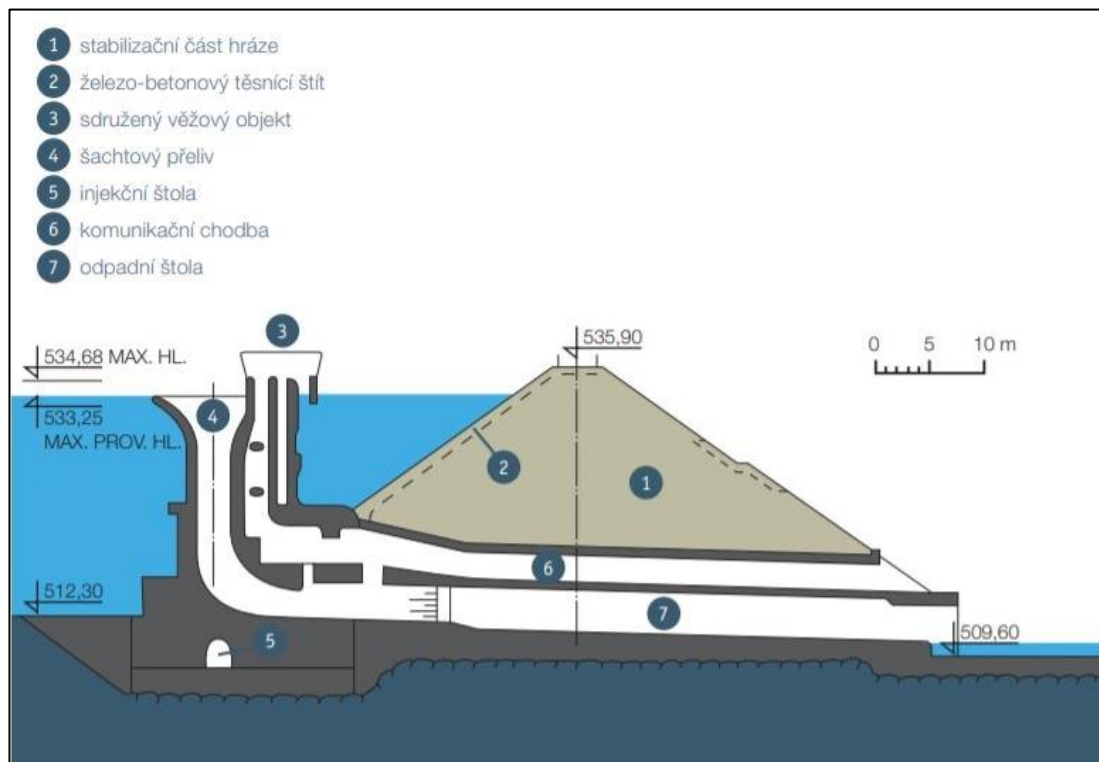 1 stabilizační část hráze
2 železo-betonový těsnící štít
3 sdružený věžový objekt
4 šachtový přeliv
5 injekční štola
6 komunikační chodba
7 odpadní štola
3
535,90
534,68 MAX. HL.
0 5 10 m
533,25
MAX. PROV. HL.
4
2
1
6
512,30
7
5
509,60